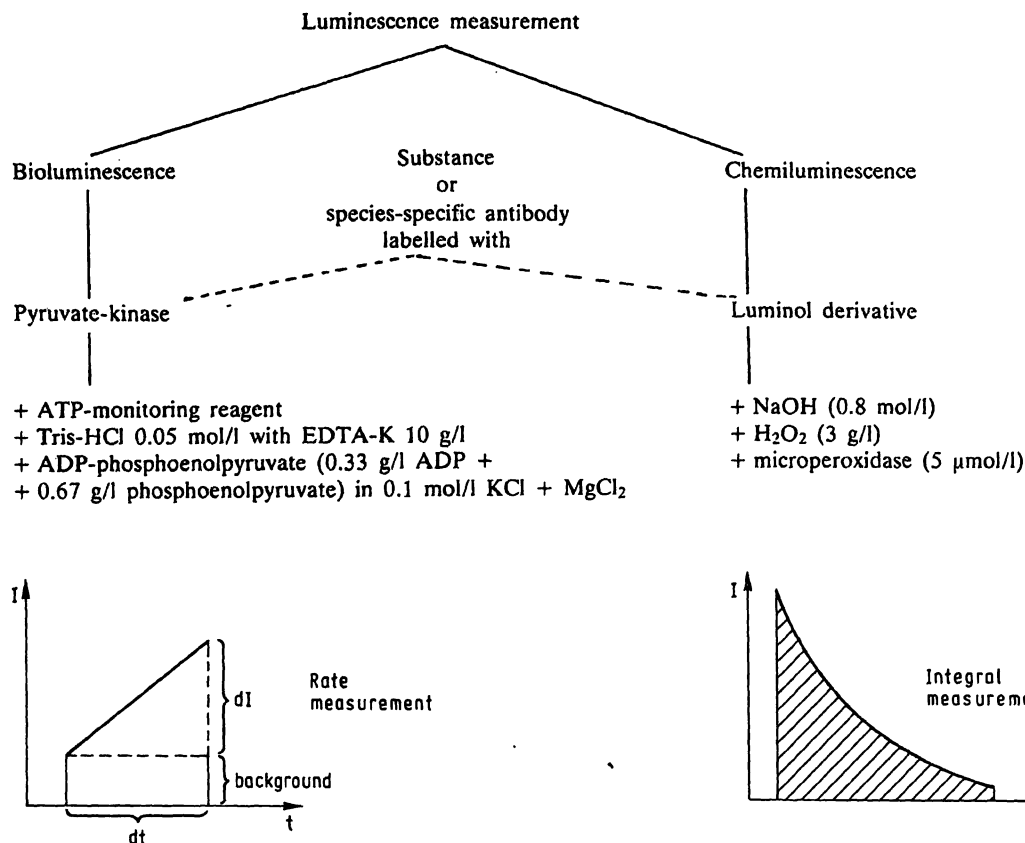 Luminescence measurement
Bioluminescence
Substance
or
species-specific antibody
labelled with
Chemiluminescence
Pyruvate-kinase
Luminol derivative
+ ATP-monitoring reagent
+ Tris-HCl 0.05 mol/l with EDTA-K 10 g/l
+ ADP-phosphoenolpyruvate (0.33 g/l ADP +
+ 0.67 g/l phosphoenolpyruvate) in 0.1 mol/l KCl + MgCl₂
+ NaOH (0.8 mol/l)
+ H₂O₂ (3 g/l)
+ microperoxidase (5 μmol/l)
I
dI
Rate
measurement
background
t
dt
I
Integral
measureme